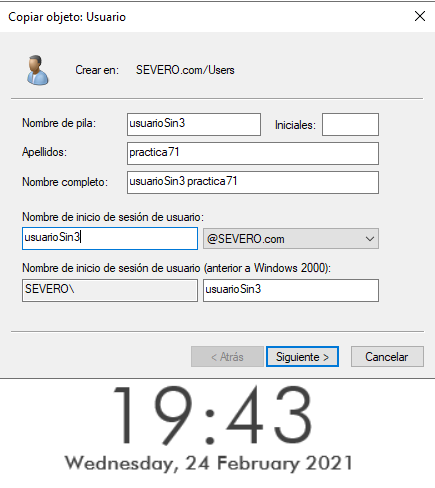 Copiar objeto: Usuario
Crear en: SEVERO.com/Users
Nombre de pila: usuarioSin3 Iniciales:
Apellidos: practica71
Nombre completo: usuarioSin3 practica71
Nombre de inicio de sesión de usuario:
usuarioSin3 @SEVERO.com
Nombre de inicio de sesión de usuario (anterior a Windows 2000):
SEVERO\ usuarioSin3
< Atrás Siguiente > Cancelar
19:43
Wednesday, 24 February 2021